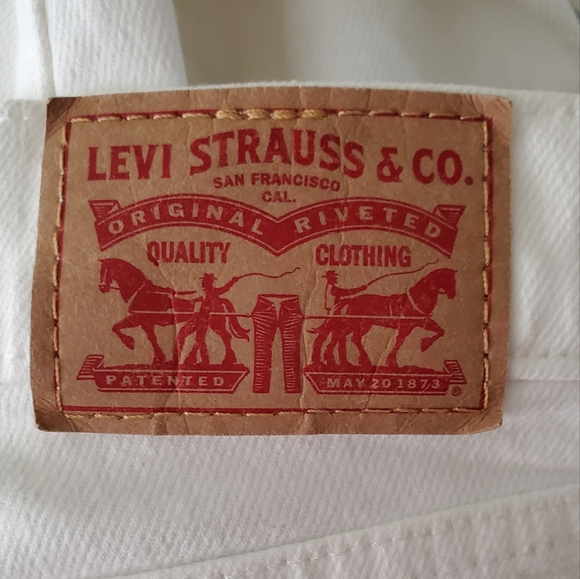 LEVI STRAUSS & CO.
SAN FRANCISCO
CAL.
ORIGINAL RIVETED
QUALITY CLOTHING
PATENTED MAY 20 1873 ®